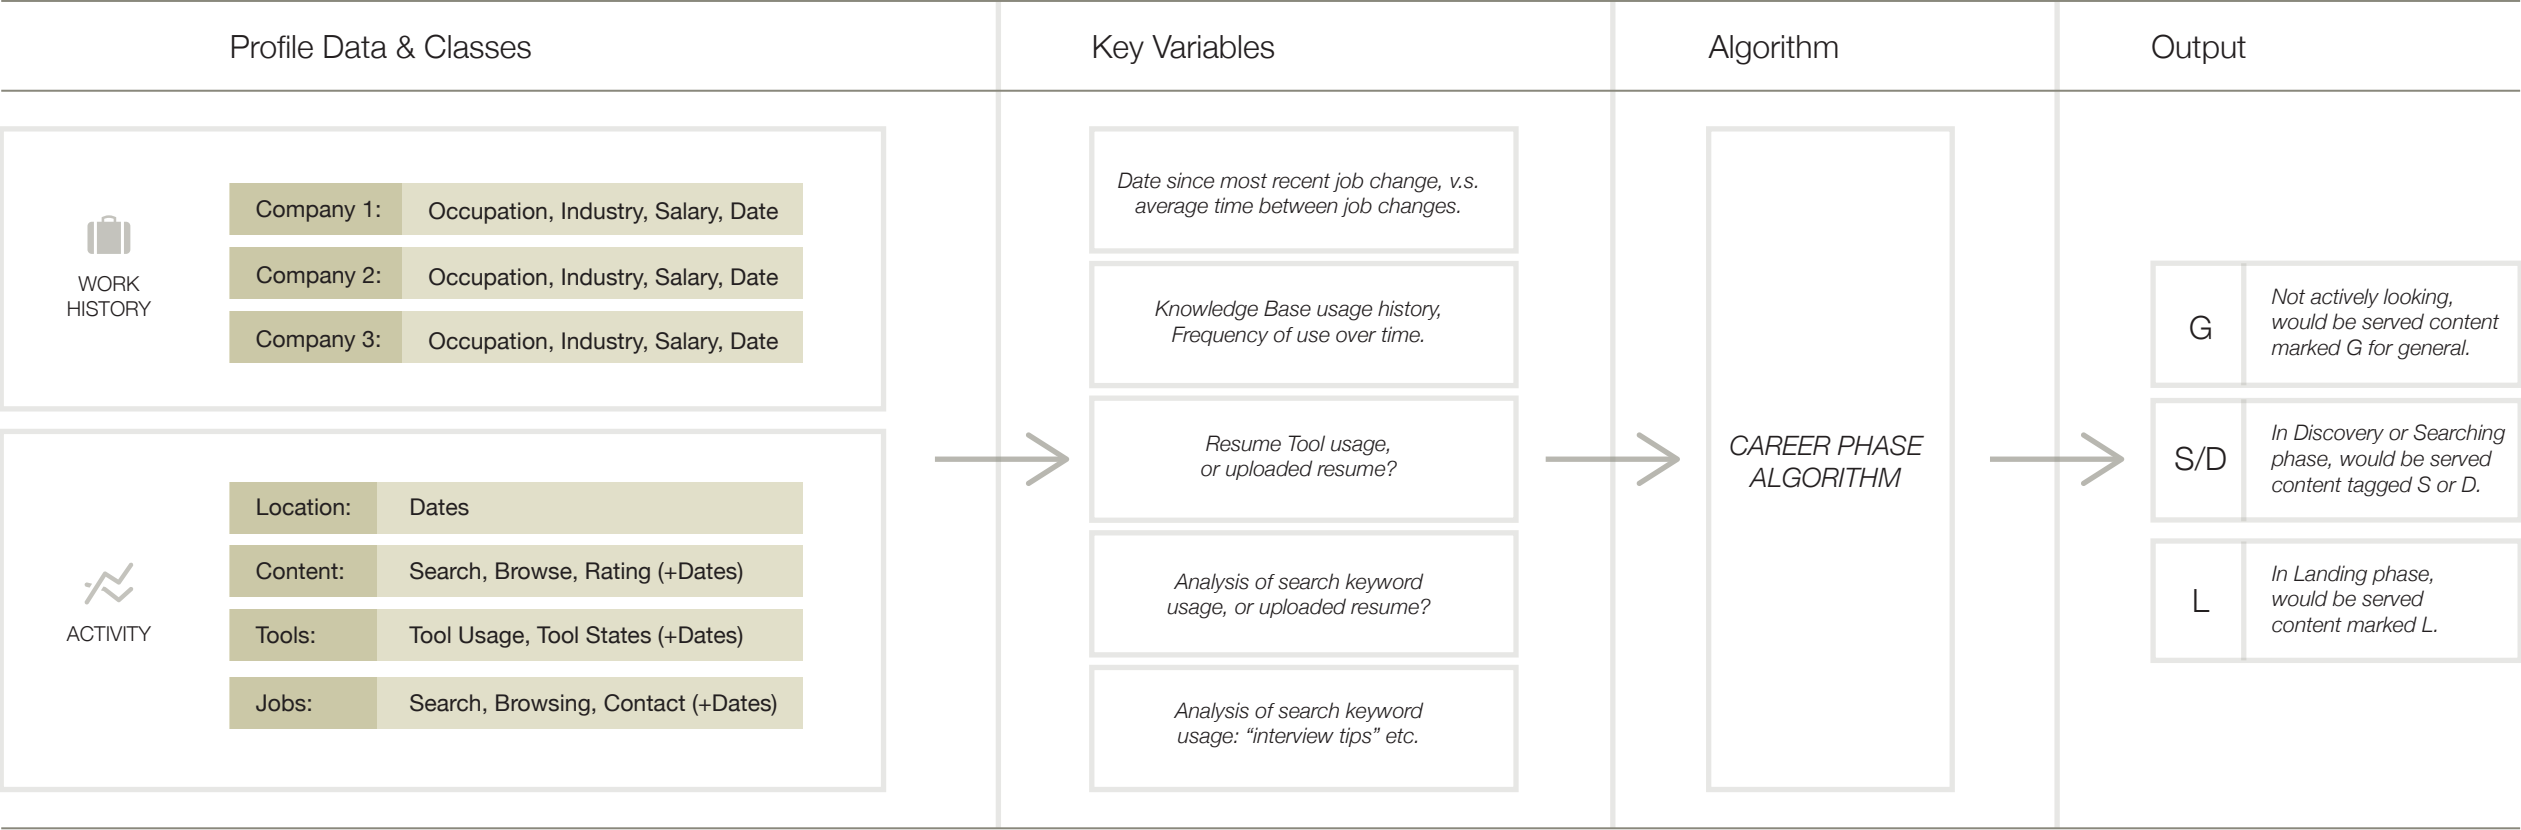 Profile Data & Classes
Key Variables
Algorithm
Output
WORK
HISTORY
Company 1: Occupation, Industry, Salary, Date
Company 2: Occupation, Industry, Salary, Date
Company 3: Occupation, Industry, Salary, Date
ACTIVITY
Location: Dates
Content: Search, Browse, Rating (+Dates)
Tools: Tool Usage, Tool States (+Dates)
Jobs: Search, Browsing, Contact (+Dates)
Date since most recent job change, v.s.
average time between job changes.
Knowledge Base usage history,
Frequency of use over time.
Resume Tool usage,
or uploaded resume?
Analysis of search keyword
usage, or uploaded resume?
Analysis of search keyword
usage: “interview tips” etc.
CAREER PHASE
ALGORITHM
G
Not actively looking,
would be served content
marked G for general.
S/D
In Discovery or Searching
phase, would be served
content tagged S or D.
L
In Landing phase,
would be served
content marked L.